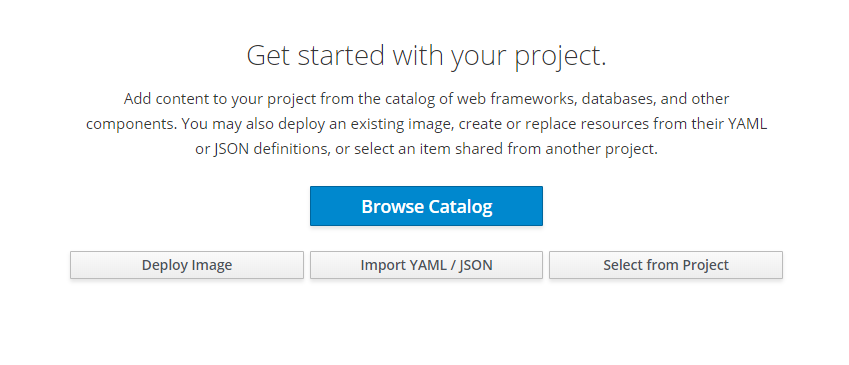 Get started with your project.
Add content to your project from the catalog of web frameworks, databases, and other
components. You may also deploy an existing image, create or replace resources from their YAML
or JSON definitions, or select an item shared from another project.
Browse Catalog
Deploy Image
Import YAML / JSON
Select from Project